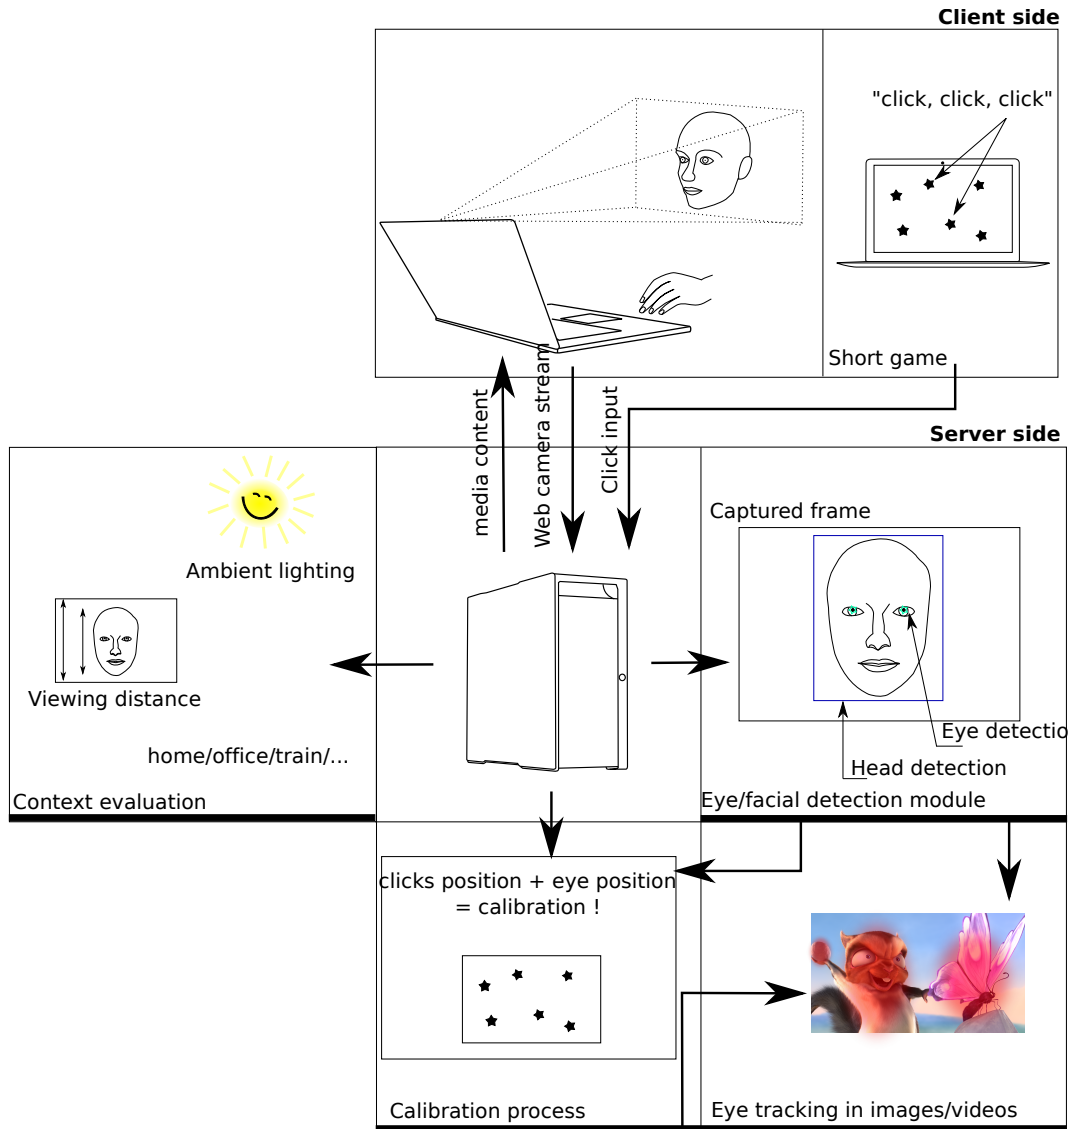 Client side
"click, click, click"
Short game
media content
Web camera stream
Click input
Server side
Ambient lighting
Viewing distance
home/office/train/...
Context evaluation
Captured frame
Eye detectio
Head detection
Eye/facial detection module
clicks position + eye position
= calibration !
Calibration process
Eye tracking in images/videos